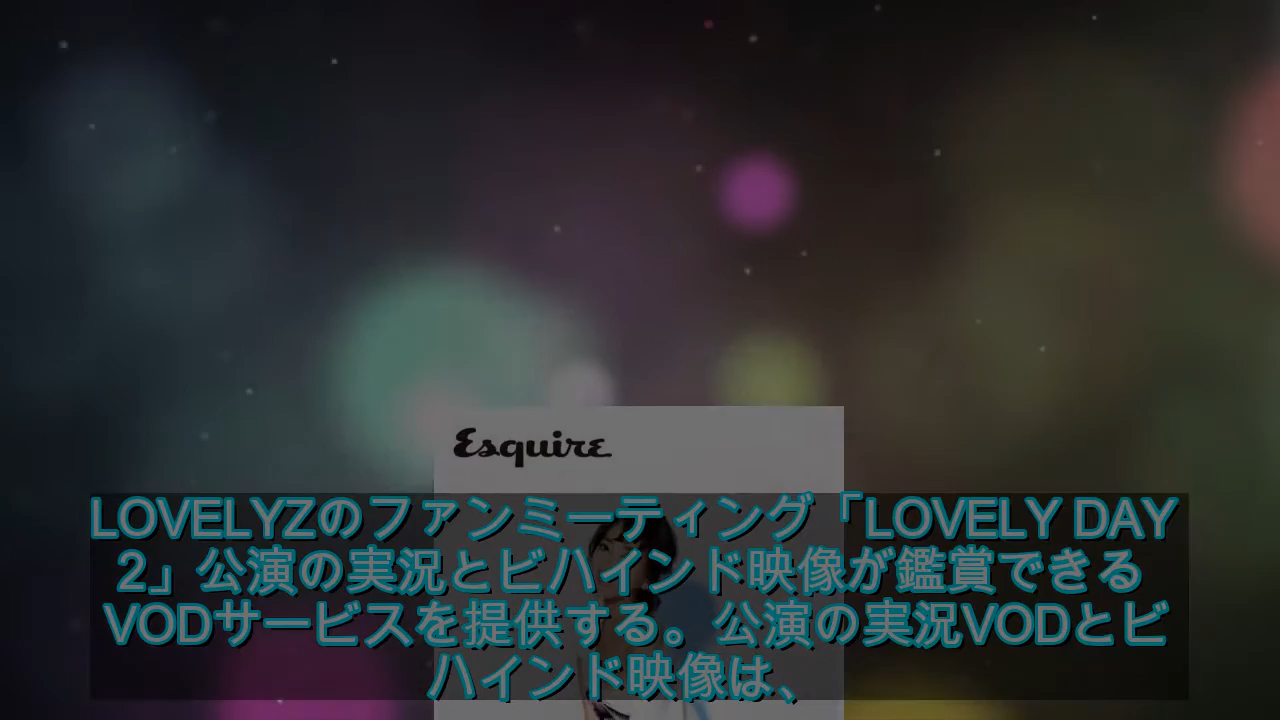 Esquire
LOVELYZのファンミーティング「LOVELY DAY
2」公演の実況とビハインド映像が鑑賞できる
VODサービスを提供する。公演の実況VODとビ
ハインド映像は、